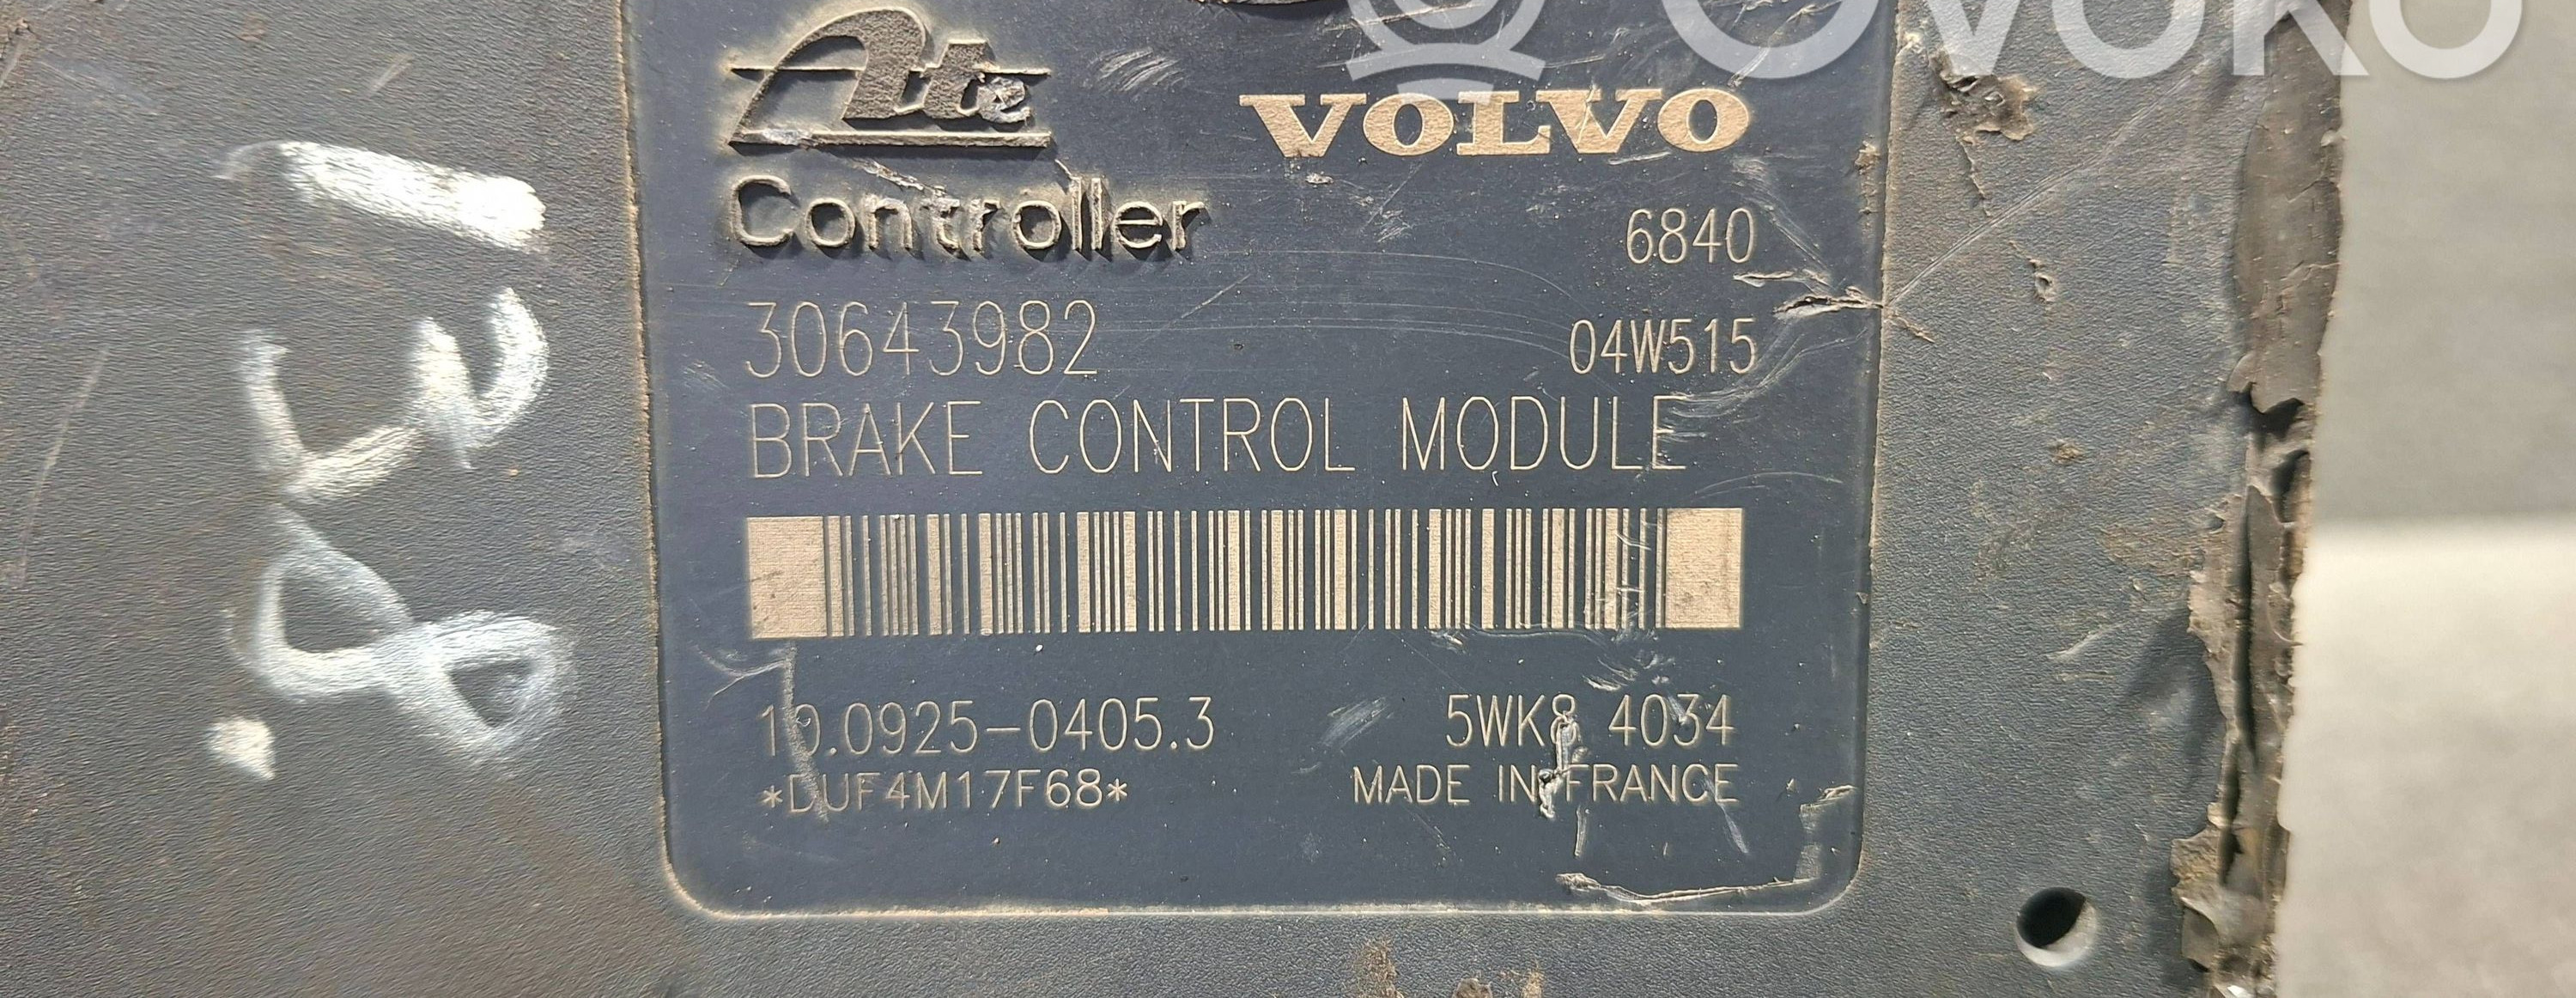 OVOKO
Ate
VOLVO
Controller
6840
30643982
04W515
BRAKE CONTROL MODULE
10.0925-0405.3
5WK8 4034
*DUF4M17F68*
MADE IN FRANCE